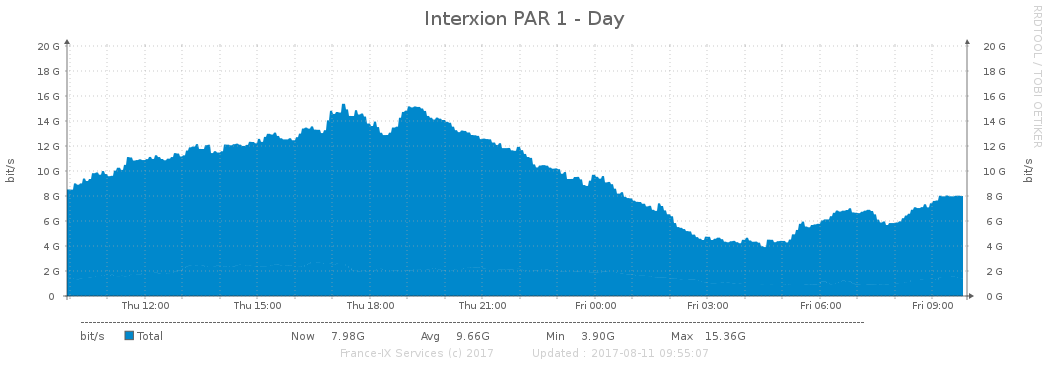 Interxion PAR 1 - Day
RRDTOOL / TOBI OETIKER
20 G 20 G
18 G 18 G
16 G 16 G
14 G 14 G
12 G 12 G
10 G 10 G
8 G 8 G
6 G 6 G
4 G 4 G
2 G 2 G
0 0 G
bit/s bit/s
Thu 12:00 Thu 15:00 Thu 18:00 Thu 21:00 Fri 00:00 Fri 03:00 Fri 06:00 Fri 09:00
bit/s Total Now 7.98G Avg 9.66G Min 3.90G Max 15.36G
France-IX Services (c) 2017 Updated : 2017-08-11 09:55:07